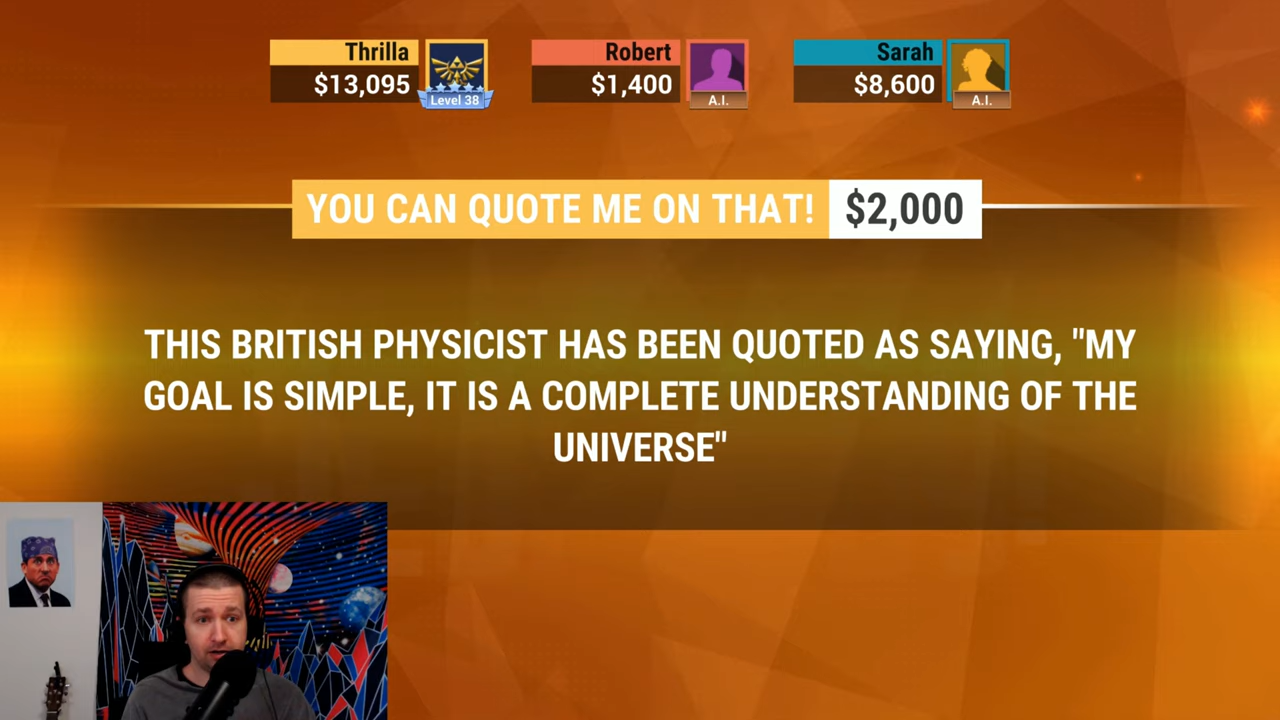 Thrilla
$13,095
Level 38
Robert
$1,400
A.I.
Sarah
$8,600
A.I.
YOU CAN QUOTE ME ON THAT! $2,000
THIS BRITISH PHYSICIST HAS BEEN QUOTED AS SAYING, "MY
GOAL IS SIMPLE, IT IS A COMPLETE UNDERSTANDING OF THE
UNIVERSE"